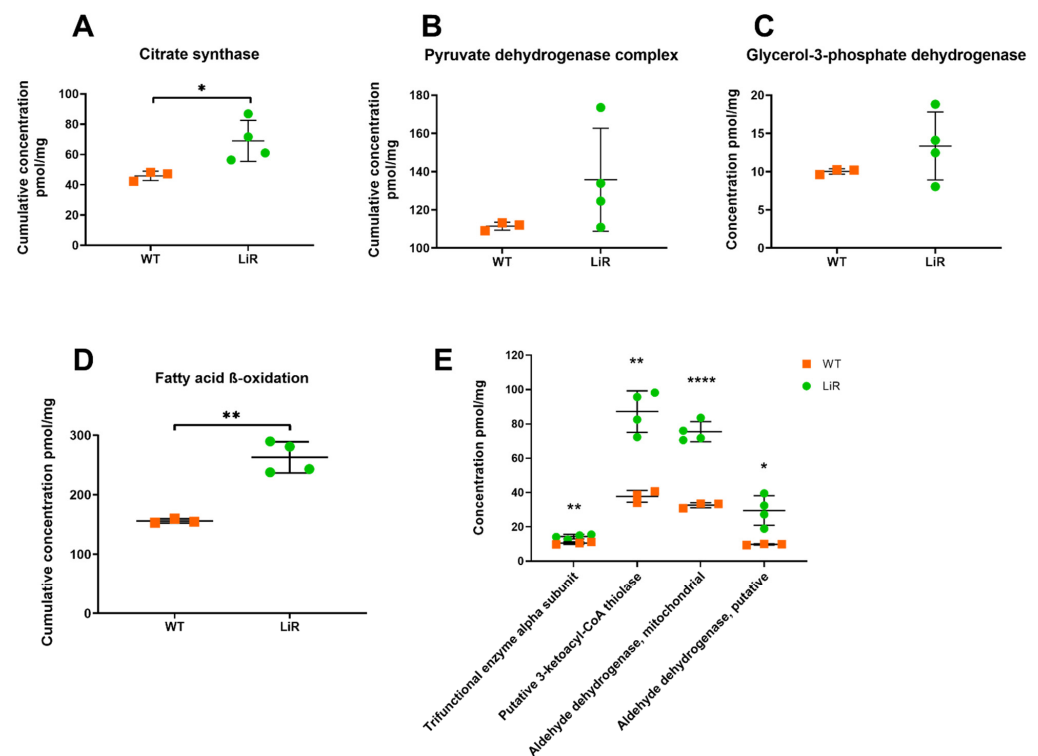 A
Citrate synthase
Cumulative concentration
pmol/mg
100
80
60
40
20
0
*
WT
LiR
B
Pyruvate dehydrogenase complex
Cumulative concentration
pmol/mg
180
160
140
120
100
WT
LiR
C
Glycerol-3-phosphate dehydrogenase
Concentration pmol/mg
20
15
10
5
0
WT
LiR
D
Fatty acid ß-oxidation
Cumulative concentration pmol/mg
300
200
100
0
**
WT
LiR
E
Concentration pmol/mg
120
100
80
60
40
20
0
**
**
****
*
WT
LiR
Trifunctional enzyme alpha subunit
Putative 3-ketoacyl-CoA thiolase
Aldehyde dehydrogenase, mitochondrial
Aldehyde dehydrogenase, putative